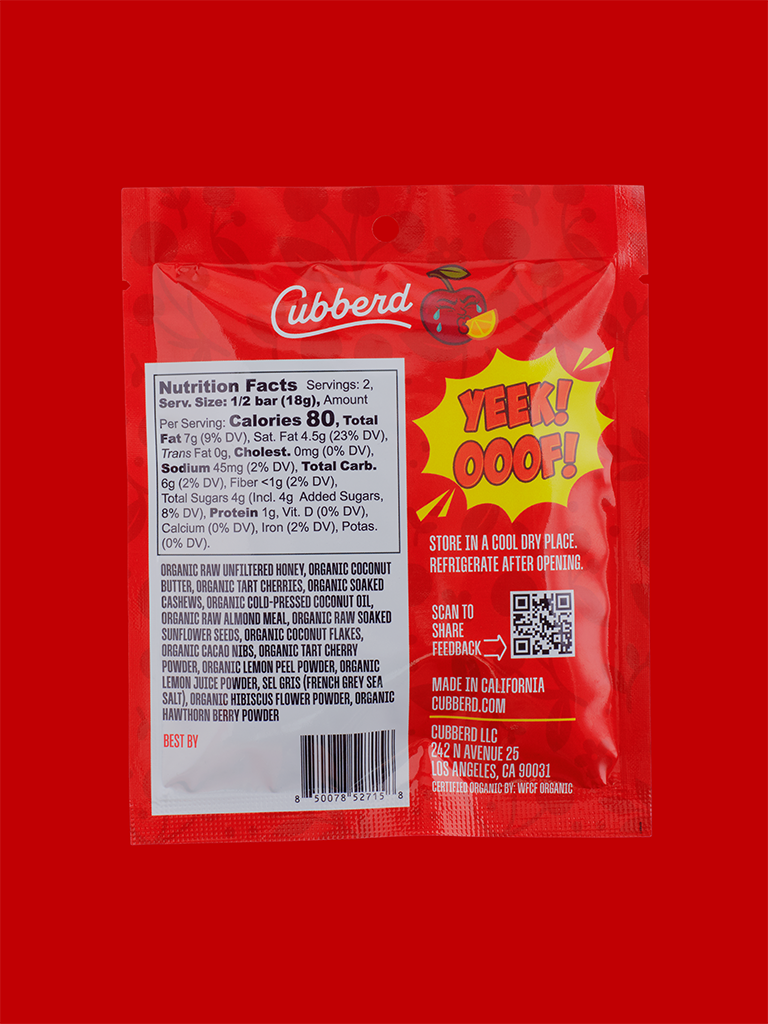 Cubberd
Nutrition Facts Servings: 2,
Serv. Size: 1/2 bar (18g), Amount
Per Serving: Calories 80, Total
Fat 7g (9% DV), Sat. Fat 4.5g (23% DV),
Trans Fat 0g, Cholest. 0mg (0% DV),
Sodium 45mg (2% DV), Total Carb.
6g (2% DV), Fiber <1g (2% DV),
Total Sugars 4g (Incl. 4g Added Sugars,
8% DV), Protein 1g, Vit. D (0% DV),
Calcium (0% DV), Iron (2% DV), Potas.
(0% DV).
ORGANIC RAW UNFILTERED HONEY, ORGANIC COCONUT
BUTTER, ORGANIC TART CHERRIES, ORGANIC SOAKED
CASHEWS, ORGANIC COLD-PRESSED COCONUT OIL,
ORGANIC RAW ALMOND MEAL, ORGANIC RAW SOAKED
SUNFLOWER SEEDS, ORGANIC COCONUT FLAKES,
ORGANIC CACAO NIBS, ORGANIC TART CHERRY
POWDER, ORGANIC LEMON PEEL POWDER, ORGANIC
LEMON JUICE POWDER, SEL GRIS (FRENCH GREY SEA
SALT), ORGANIC HIBISCUS FLOWER POWDER, ORGANIC
HAWTHORN BERRY POWDER
BEST BY
8 50078 52715 8
YEEK!
OOOF!
STORE IN A COOL DRY PLACE.
REFRIGERATE AFTER OPENING.
SCAN TO
SHARE
FEEDBACK
MADE IN CALIFORNIA
CUBBERD.COM
CUBBERD LLC
242 N AVENUE 25
LOS ANGELES, CA 90031
CERTIFIED ORGANIC BY: WFCF ORGANIC